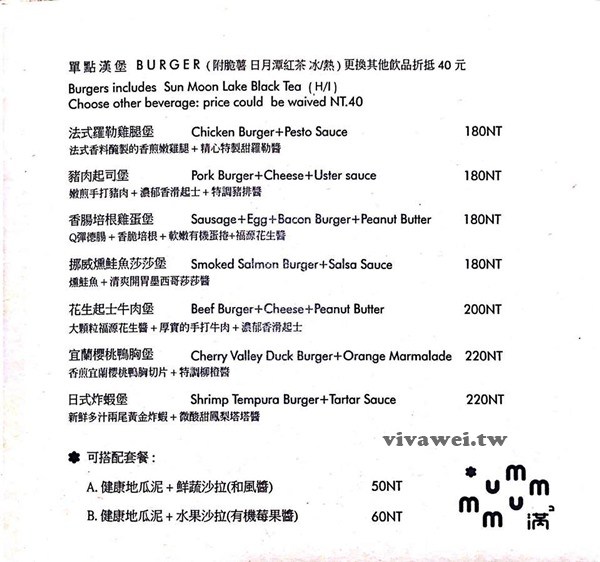 單點漢堡 BURGER (附脆薯 日月潭紅茶 冰/熱) 更換其他飲品折抵 40 元
Burgers includes Sun Moon Lake Black Tea (H/I)
Choose other beverage: price could be waived NT.40
法式羅勒雞腿堡 Chicken Burger+Pesto Sauce 180NT
法式香料醃製的香煎嫩雞腿+精心特製甜羅勒醬
豬肉起司堡 Pork Burger+Cheese+Uster sauce 180NT
嫩煎手打豬肉+濃郁香滑起士+特調豬排醬
香腸培根雞蛋堡 Sausage+Egg+Bacon Burger+Peanut Butter 180NT
Q彈德腸+香脆培根+軟嫩有機蛋捲+福源花生醬
挪威燻鮭魚莎莎堡 Smoked Salmon Burger+Salsa Sauce 180NT
燻鮭魚+清爽開胃墨西哥莎莎醬
花生起士牛肉堡 Beef Burger+Cheese+Peanut Butter 200NT
大顆粒福源花生醬+厚實的手打牛肉+濃郁香滑起士
宜蘭櫻桃鴨胸堡 Cherry Valley Duck Burger+Orange Marmalade 220NT
香煎宜蘭櫻桃鴨胸切片+特調柳橙醬
日式炸蝦堡 Shrimp Tempura Burger+Tartar Sauce 220NT
新鮮多汁兩尾黃金炸蝦+微酸甜鳳梨塔塔醬
vivawei.tw
✽ 可搭配套餐:
A. 健康地瓜泥+鮮蔬沙拉(和風醬) 50NT
B. 健康地瓜泥+水果沙拉(有機莓果醬) 60NT
mumm
mmum 滿²